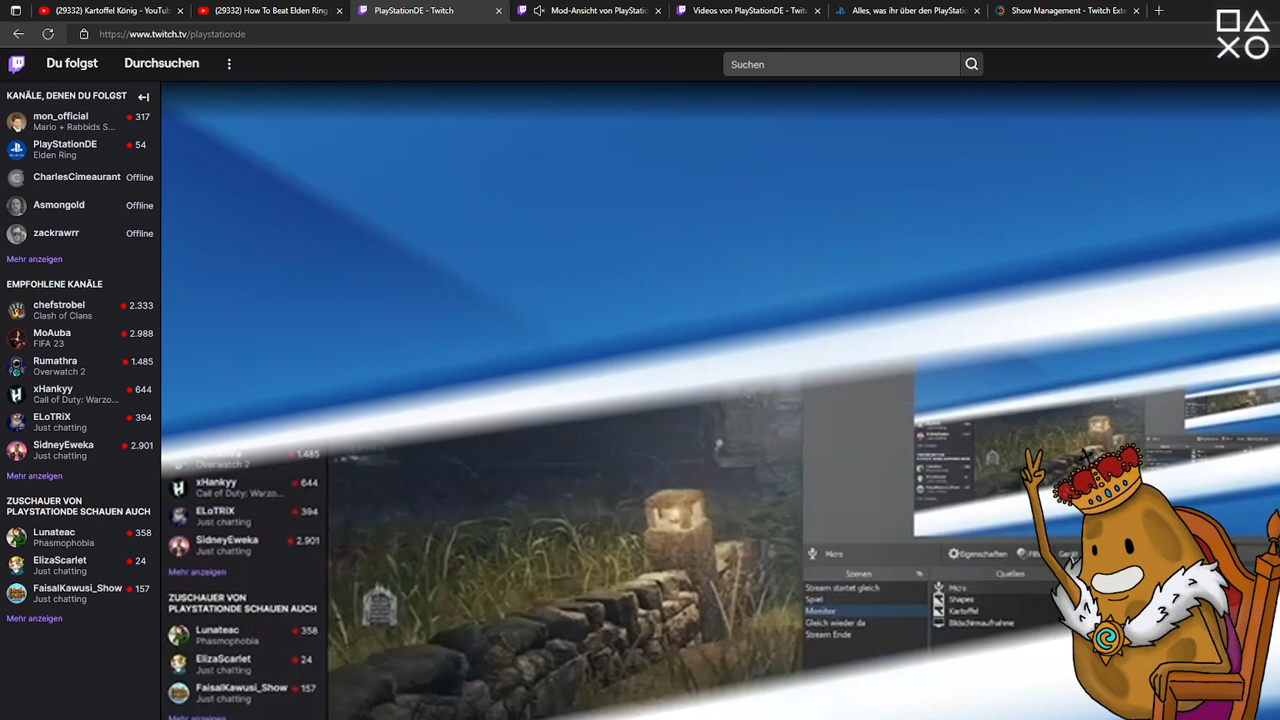 (29332) Kartoffel König - YouTub
(29332) How To Beat Elden Ring
PlayStationDE - Twitch
Mod-Ansicht von PlaySta
Videos von PlayStationDE - Tw
Alles, was ihr über den PlaySta
Show Management - Twitch Ext
https://www.twitch.tv/playstationde
Du folgst
Durchsuchen
Suchen
KANÄLE, DENEN DU FOLGST
mon_official
317
Mario + Rabbids S...
PlayStationDE
54
Elden Ring
CharlesCimeaurant
Offline
Asmongold
Offline
zackrawrr
Offline
Mehr anzeigen
EMPFOHLENE KANÄLE
chefstrobel
2.333
Clash of Clans
MoAuba
2.988
FIFA 23
Rumathra
1.485
Overwatch 2
xHankyy
644
Call of Duty: Warzo...
ELoTRiX
394
Just chatting
SidneyEweka
2.901
Just chatting
Mehr anzeigen
ZUSCHAUER VON
PLAYSTATIONDE SCHAUEN AUCH
Lunateac
358
Phasmophobia
ElizaScarlet
24
Just chatting
FaisalKawusi_Show
157
Just chatting
Mehr anzeigen
1.485
Overwatch 2
xHankyy
644
Call of Duty: Warzo...
ELoTRiX
394
Just chatting
SidneyEweka
2.901
Just chatting
Mehr anzeigen
ZUSCHAUER VON
PLAYSTATIONDE SCHAUEN AUCH
Lunateac
358
Phasmophobia
ElizaScarlet
24
Just chatting
FaisalKawusi_Show
157
Just chatting
Micro
Eigenschaften
Szenen
Quellen
Stream startet gleich
Spiel
Monitor
Gleich wieder da
Stream Ende
Micro
Shapes
Kartoffel
Bildschirmaufnahme